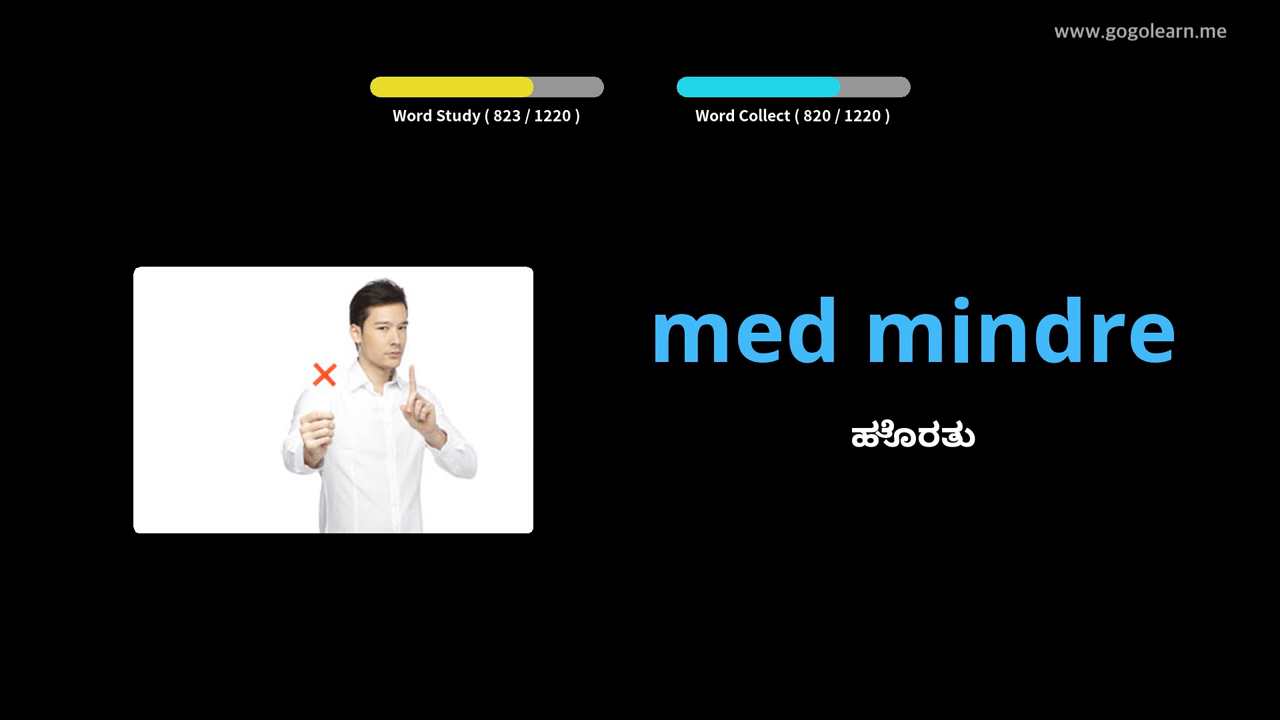 www.gogolearn.me
Word Study ( 823 / 1220 )
Word Collect ( 820 / 1220 )
med mindre
ಹೊರತು